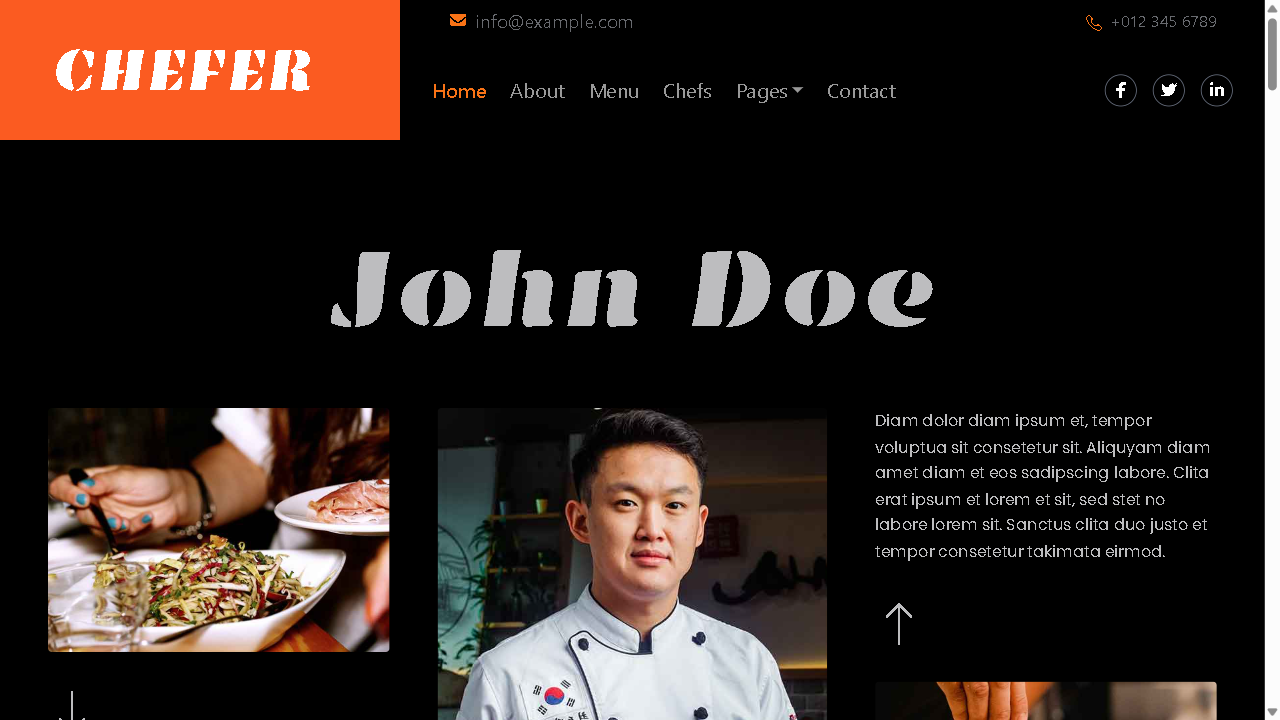 CHEFER
info@example.com
+012 345 6789
Home About Menu Chefs Pages Contact
John Doe
Diam dolor diam ipsum et, tempor
voluptua sit consetetur sit. Aliquyam diam
amet diam et eos sadipscing labore. Clita
erat ipsum et lorem et sit, sed stet no
labore lorem sit. Sanctus clita duo justo et
tempor consetetur takimata eirmod.